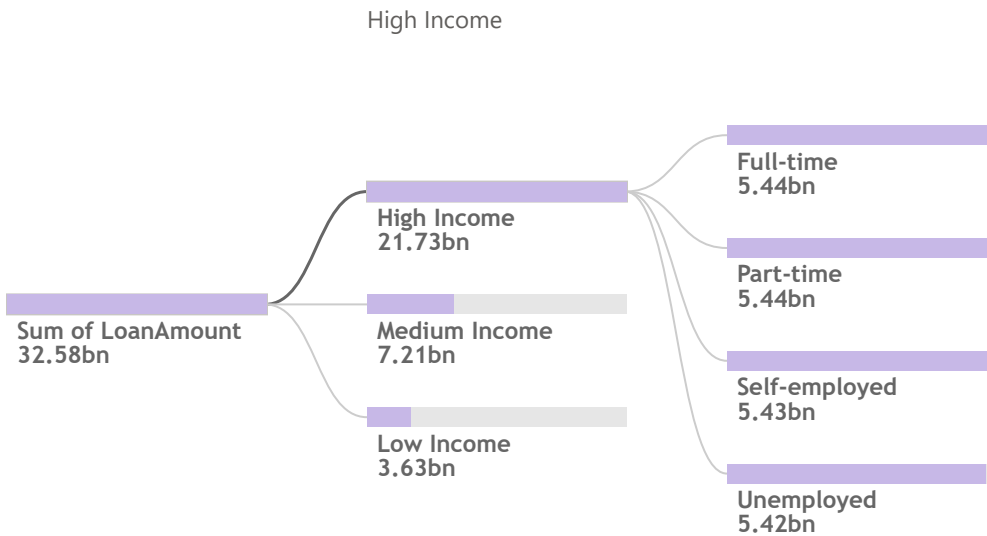 High Income
Sum of LoanAmount
32.58bn
High Income
21.73bn
Medium Income
7.21bn
Low Income
3.63bn
Full-time
5.44bn
Part-time
5.44bn
Self-employed
5.43bn
Unemployed
5.42bn